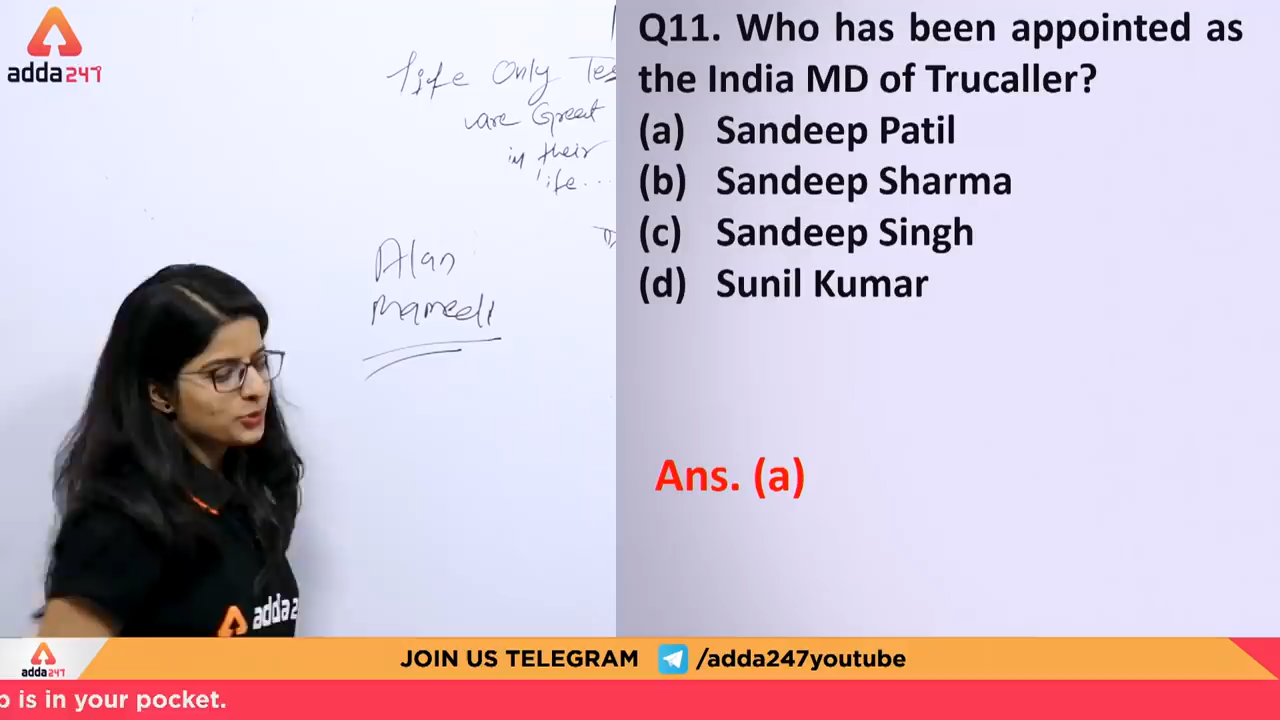 adda247
life Only Tes
are Great
in their
life...
Alan
adda2
Q11. Who has been appointed as
the India MD of Trucaller?
(a) Sandeep Patil
(b) Sandeep Sharma
(c) Sandeep Singh
(d) Sunil Kumar
Ans. (a)
adda247
JOIN US TELEGRAM /adda247youtube
p is in your pocket.